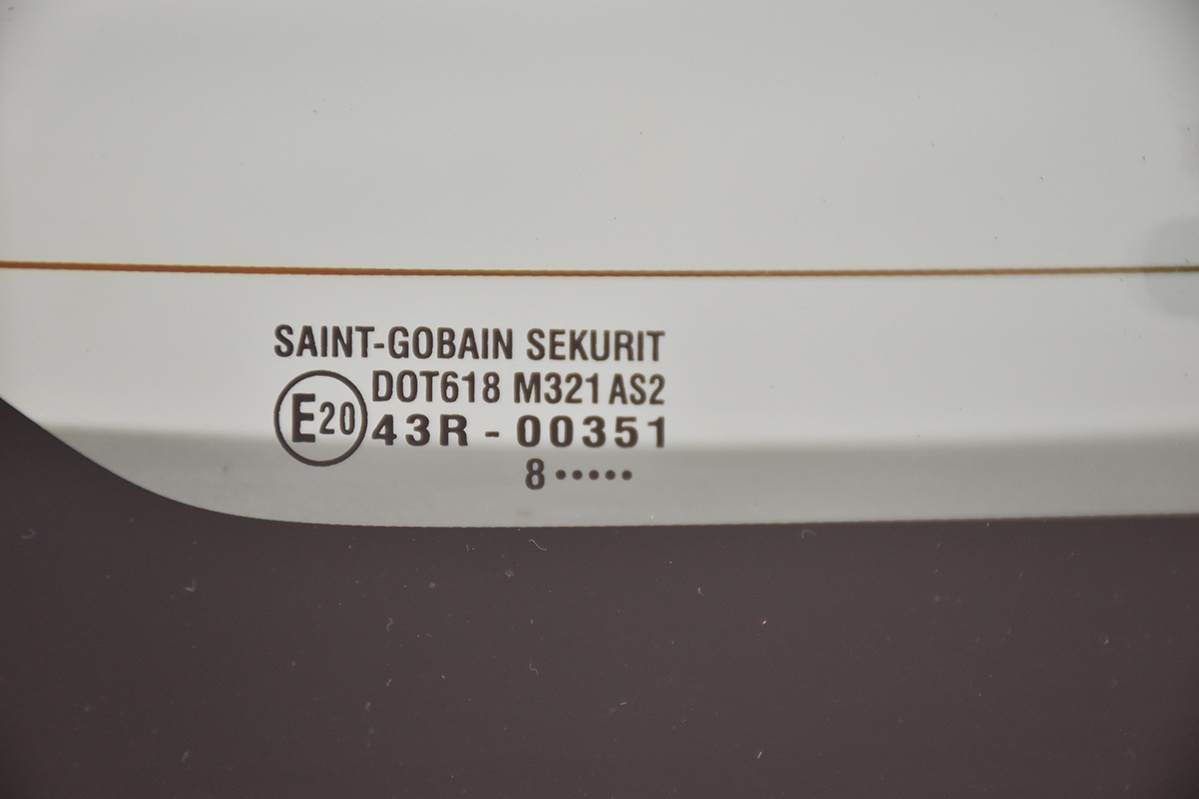 SAINT-GOBAIN SEKURIT
DOT618 M321 AS2
E20 43R - 00351
8•••••